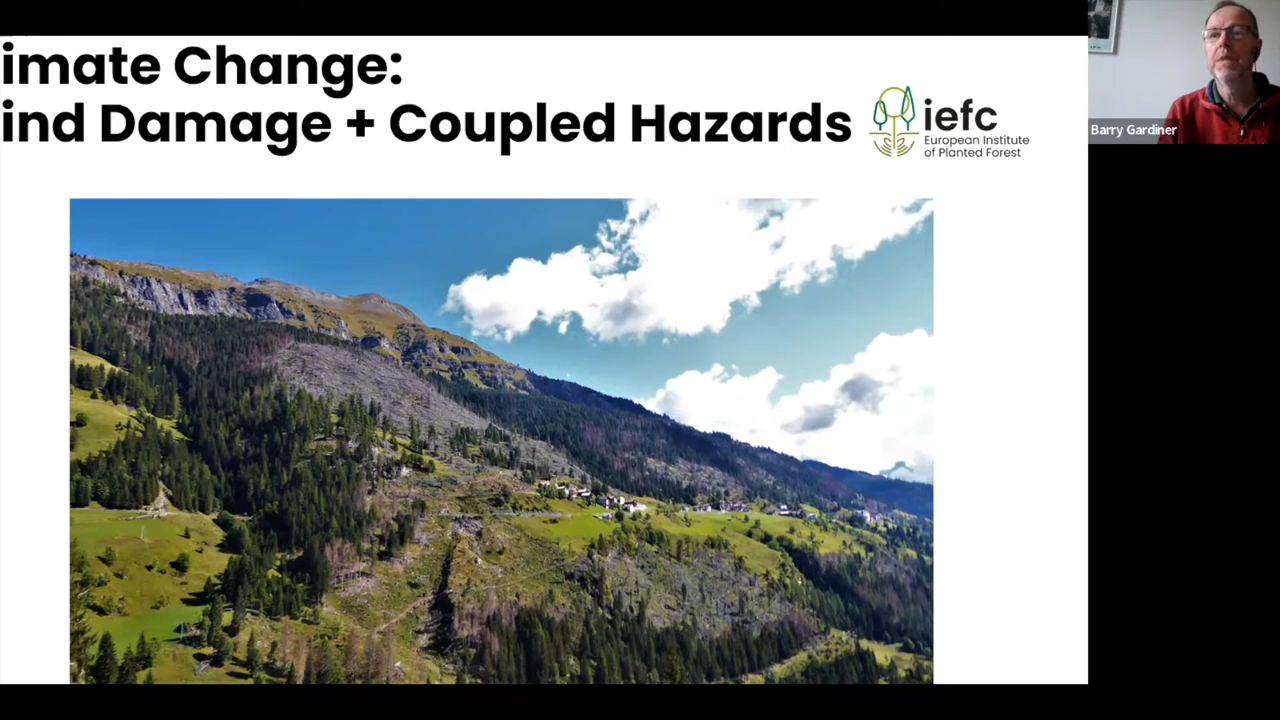 imate Change:
ind Damage + Coupled Hazards
iefc
European Institute
of Planted Forest
Barry Gardiner